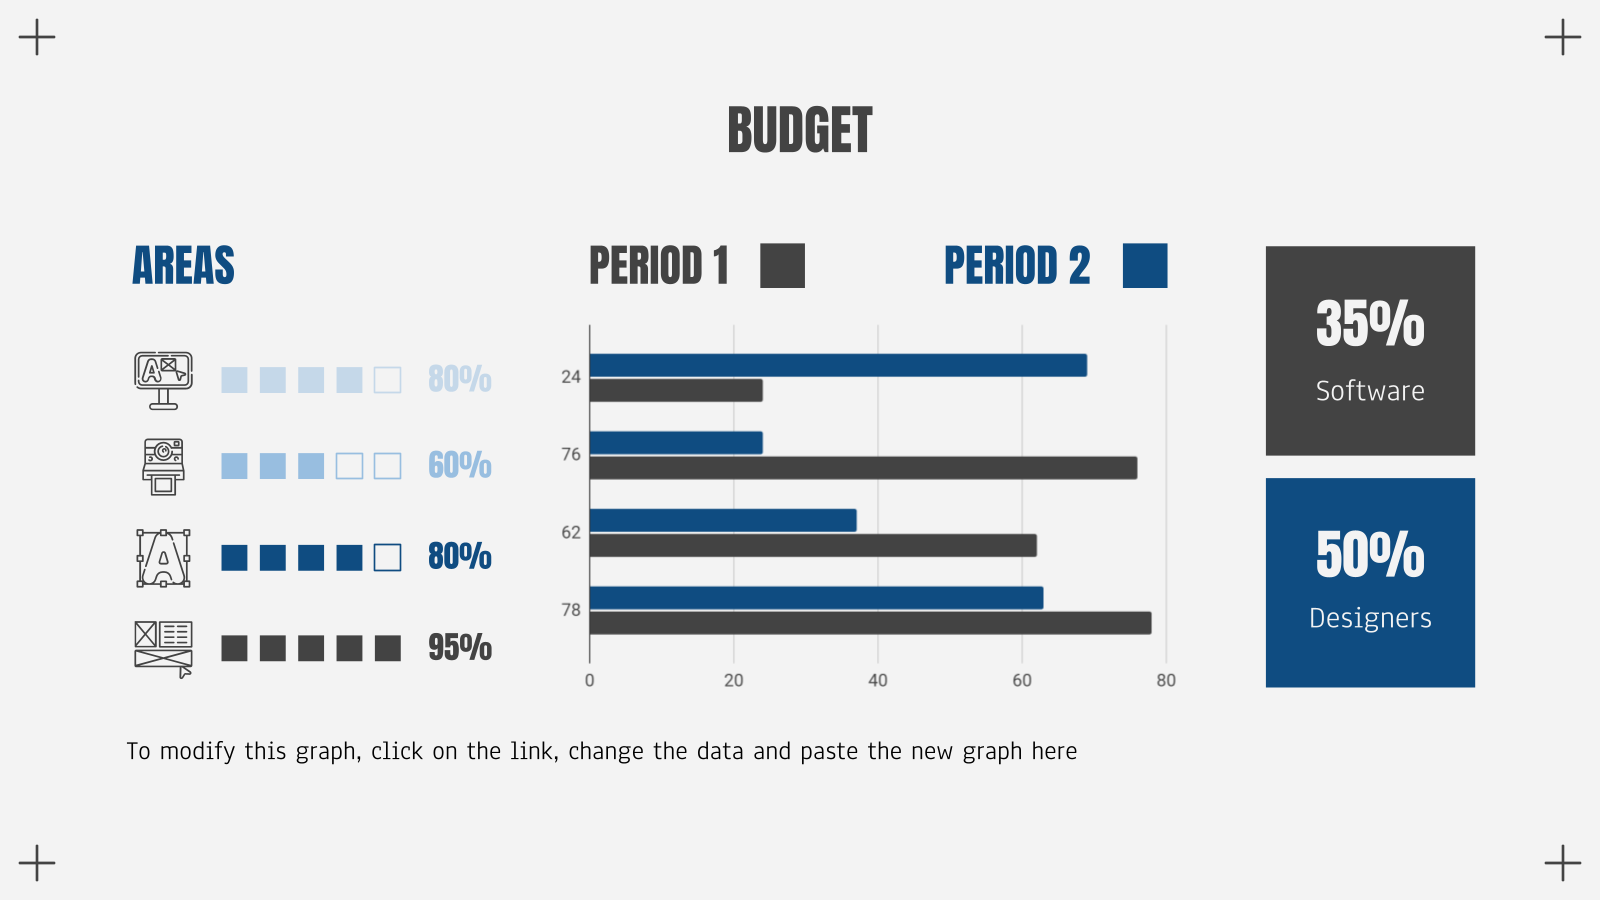 BUDGET
AREAS
80%
60%
80%
95%
PERIOD 1
PERIOD 2
24
76
62
78
0 20 40 60 80
35%
Software
50%
Designers
To modify this graph, click on the link, change the data and paste the new graph here